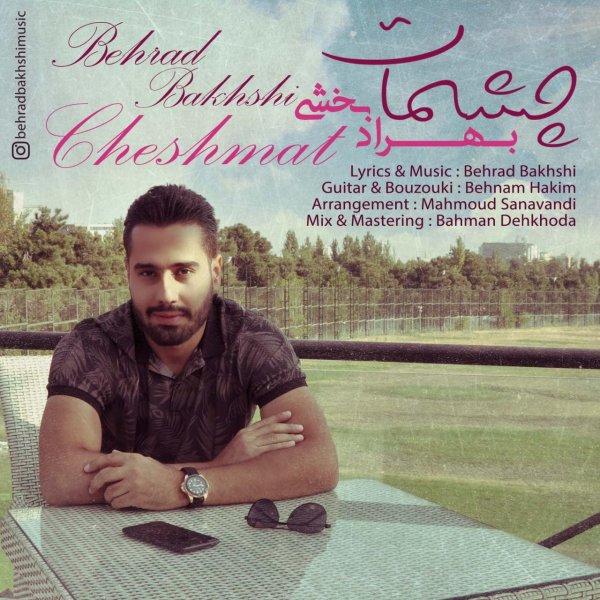 Behrad
Bakhshi
Cheshmat
چشمات
بهراد بخشی
Lyrics & Music : Behrad Bakhshi
Guitar & Bouzouki : Behnam Hakim
Arrangement : Mahmoud Sanavandi
Mix & Mastering : Bahman Dehkhoda
behradbakhshimusic